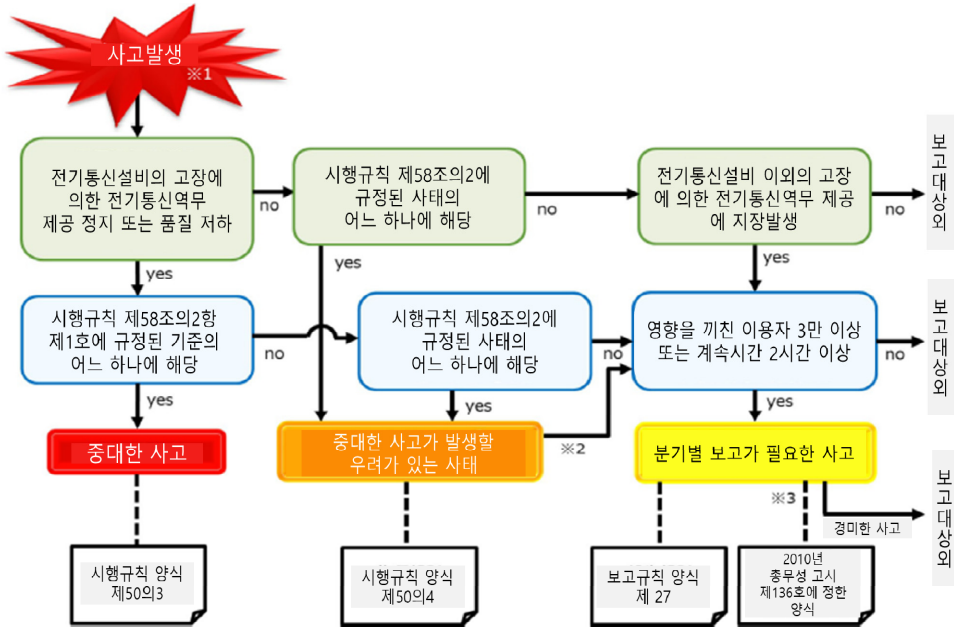 사고발생
※1
전기통신설비의 고장에
의한 전기통신역무
제공 정지 또는 품질 저하
no
시행규칙 제58조의2에
규정된 사태의
어느 하나에 해당
no
전기통신설비 이외의 고장
에 의한 전기통신역무 제공
에 지장발생
no
보고대상외
yes
yes
yes
시행규칙 제58조의2항
제1호에 규정된 기준의
어느 하나에 해당
no
시행규칙 제58조의2에
규정된 사태의
어느 하나에 해당
no
영향을 끼친 이용자 3만 이상
또는 계속시간 2시간 이상
no
보고대상외
yes
yes
yes
중대한 사고
중대한 사고가 발생할
우려가 있는 사태
※2
분기별 보고가 필요한 사고
※3
경미한 사고
보고대상외
시행규칙 양식
제50의3
시행규칙 양식
제50의4
보고규칙 양식
제 27
2010년
총무성 고시
제136호에 정한
양식